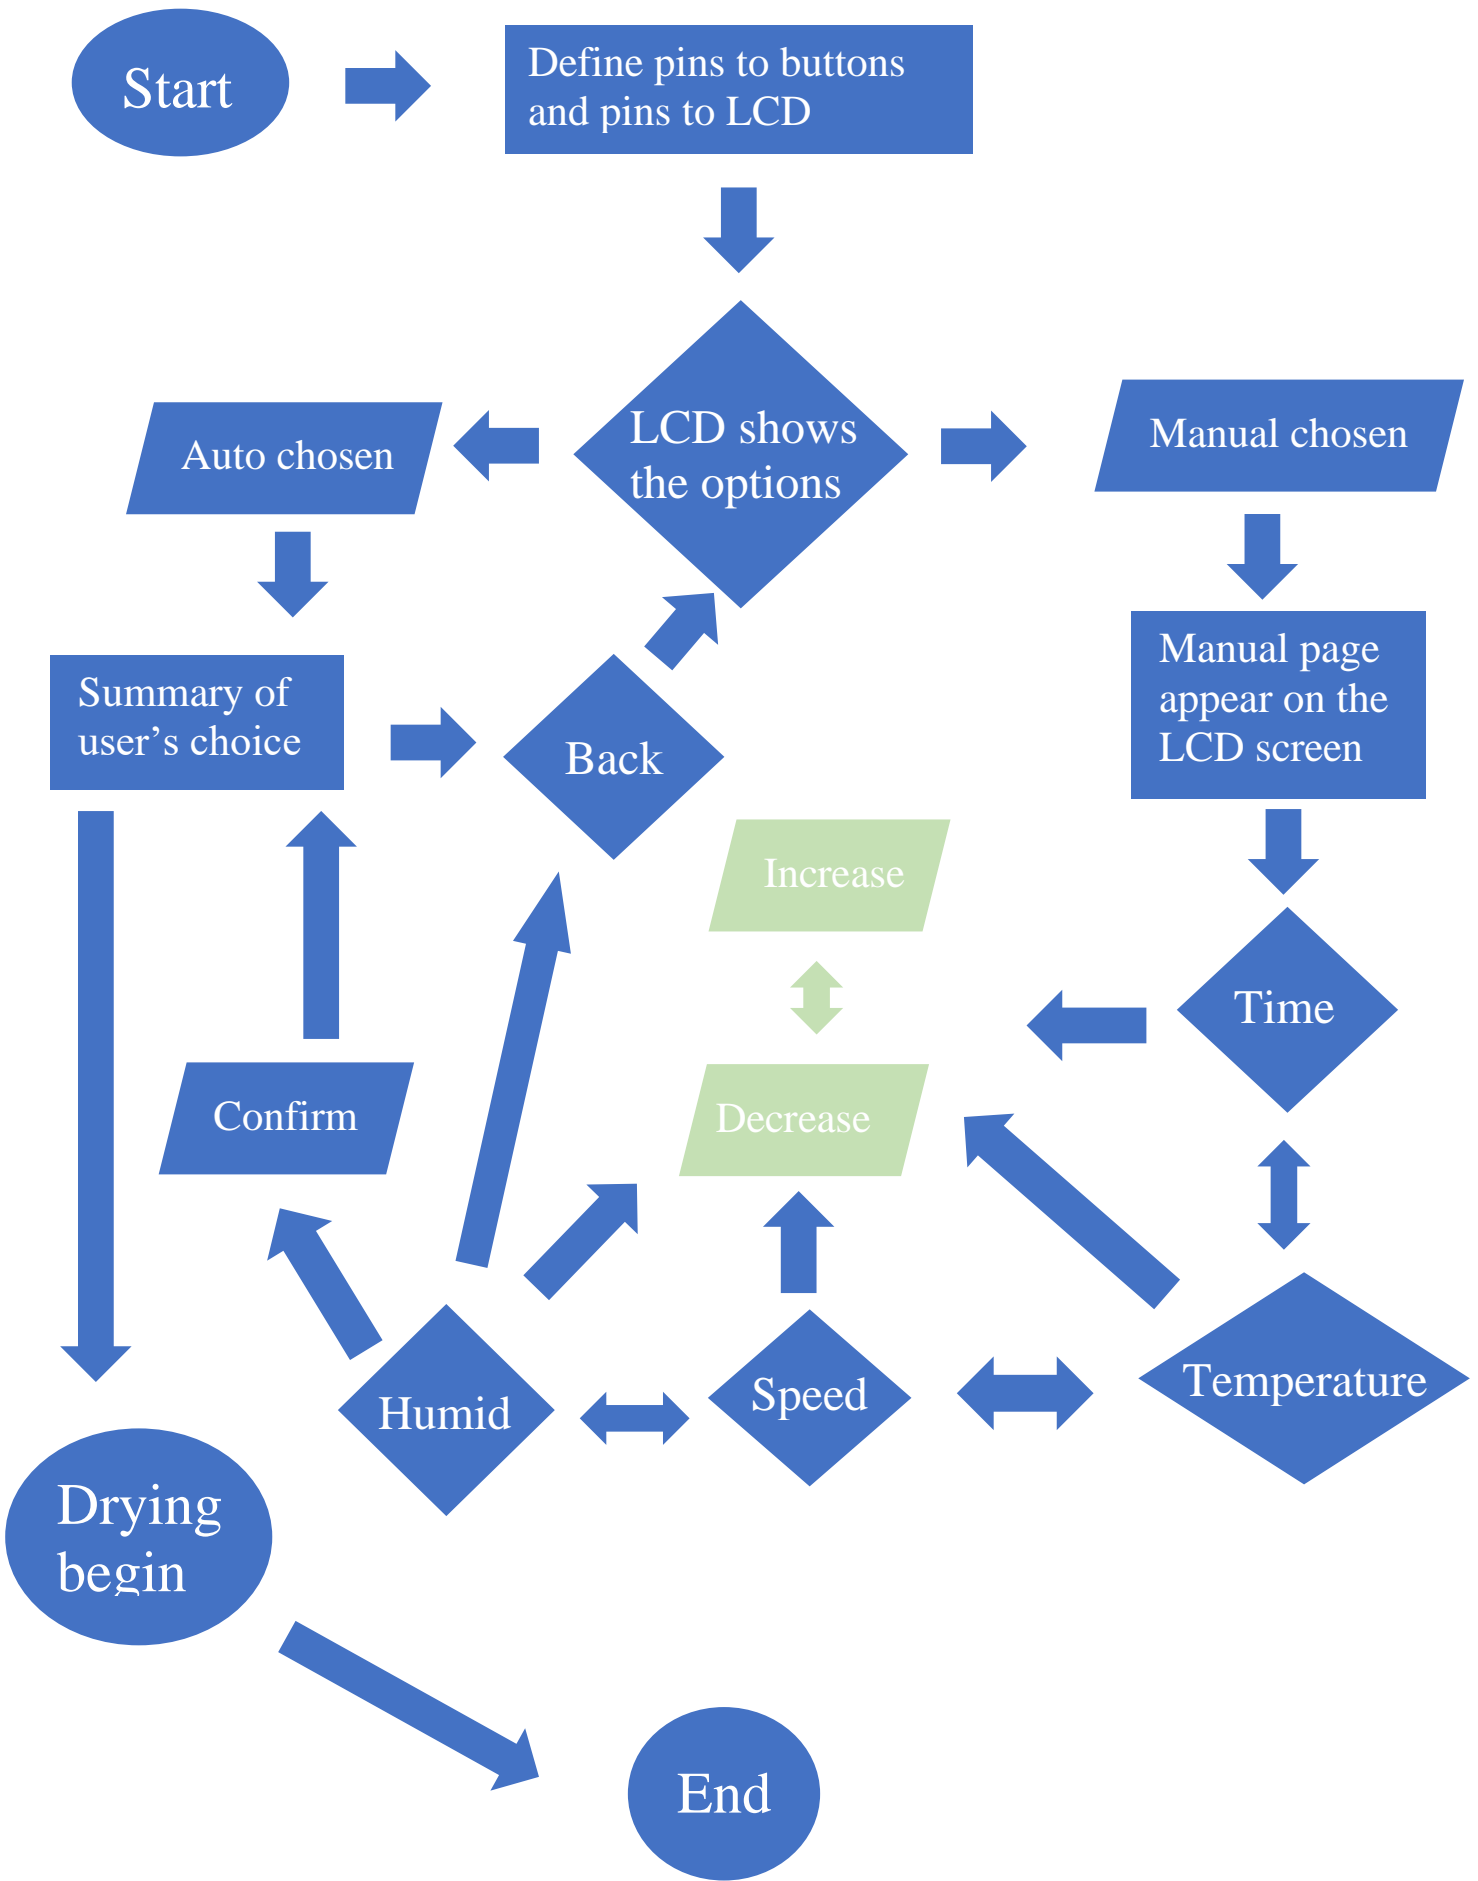 Start
Define pins to buttons
and pins to LCD
LCD shows
the options
Auto chosen
Manual chosen
Summary of
user’s choice
Back
Manual page
appear on the
LCD screen
Increase
Time
Decrease
Confirm
Humid
Speed
Temperature
Drying
begin
End